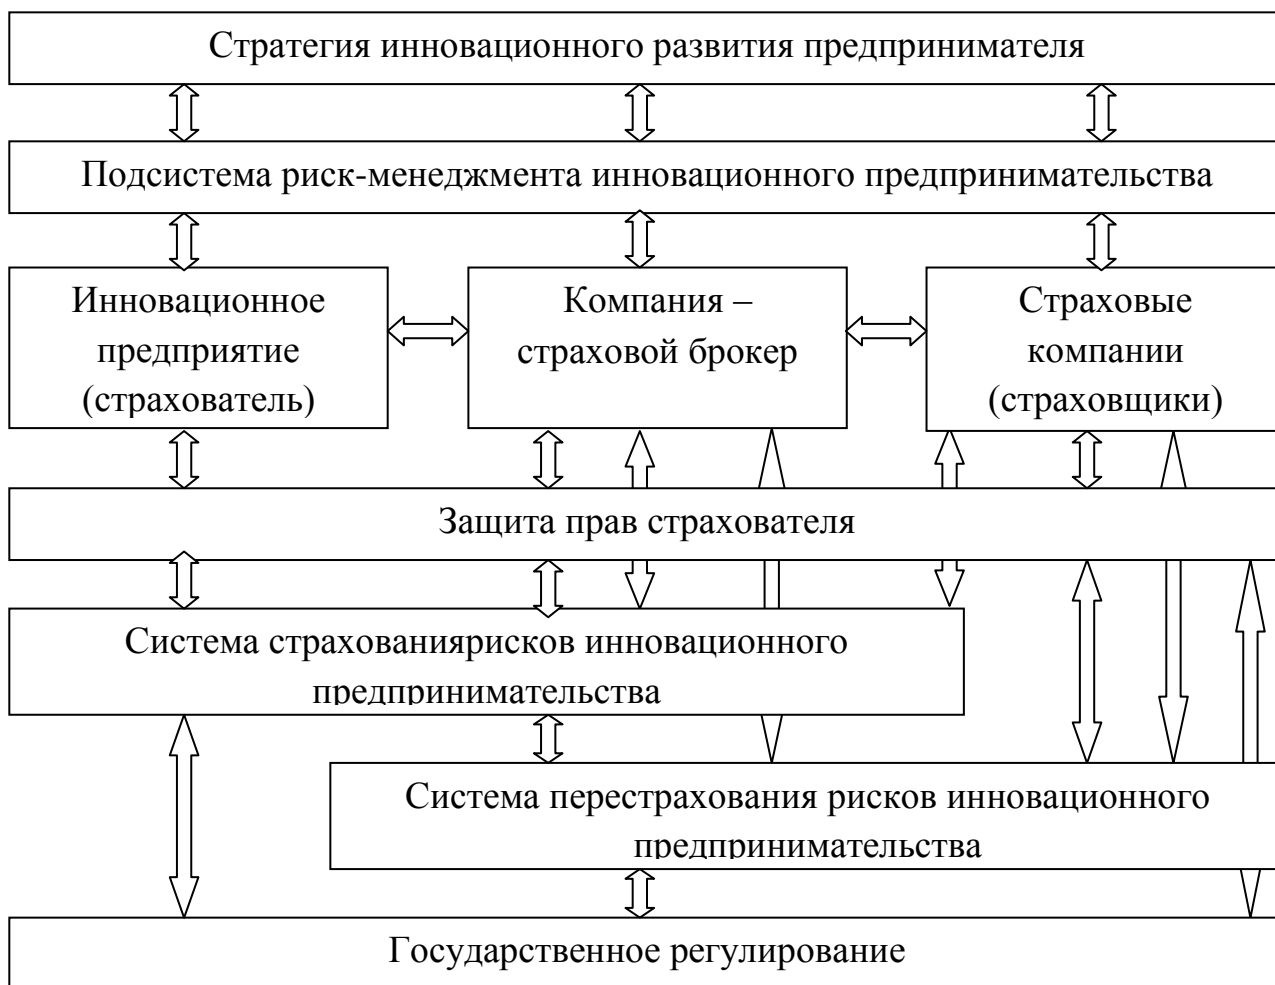 Стратегия инновационного развития предпринимателя
Подсистема риск-менеджмента инновационного предпринимательства
Инновационное
предприятие
(страхователь)
Компания –
страховой брокер
Страховые
компании
(страховщики)
Защита прав страхователя
Система страхованиярисков инновационного
предпринимательства
Система перестрахования рисков инновационного
предпринимательства
Государственное регулирование